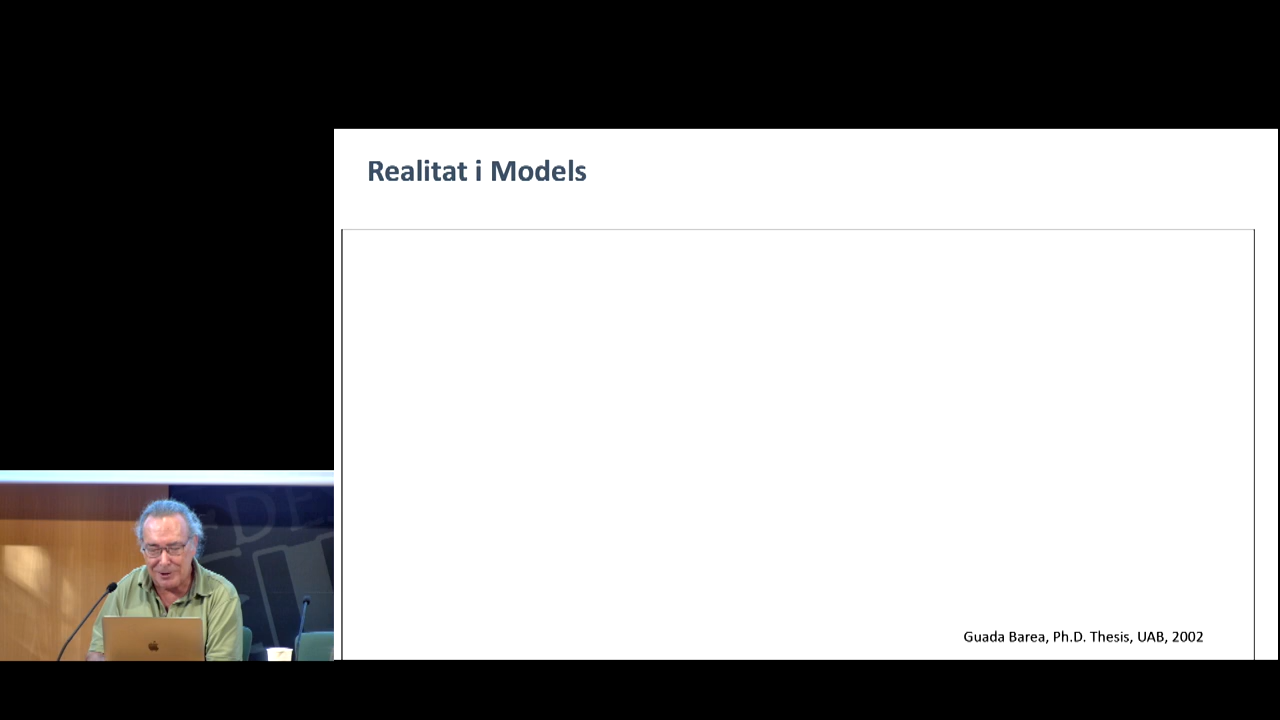 Realitat i Models
Guada Barea, Ph.D. Thesis, UAB, 2002